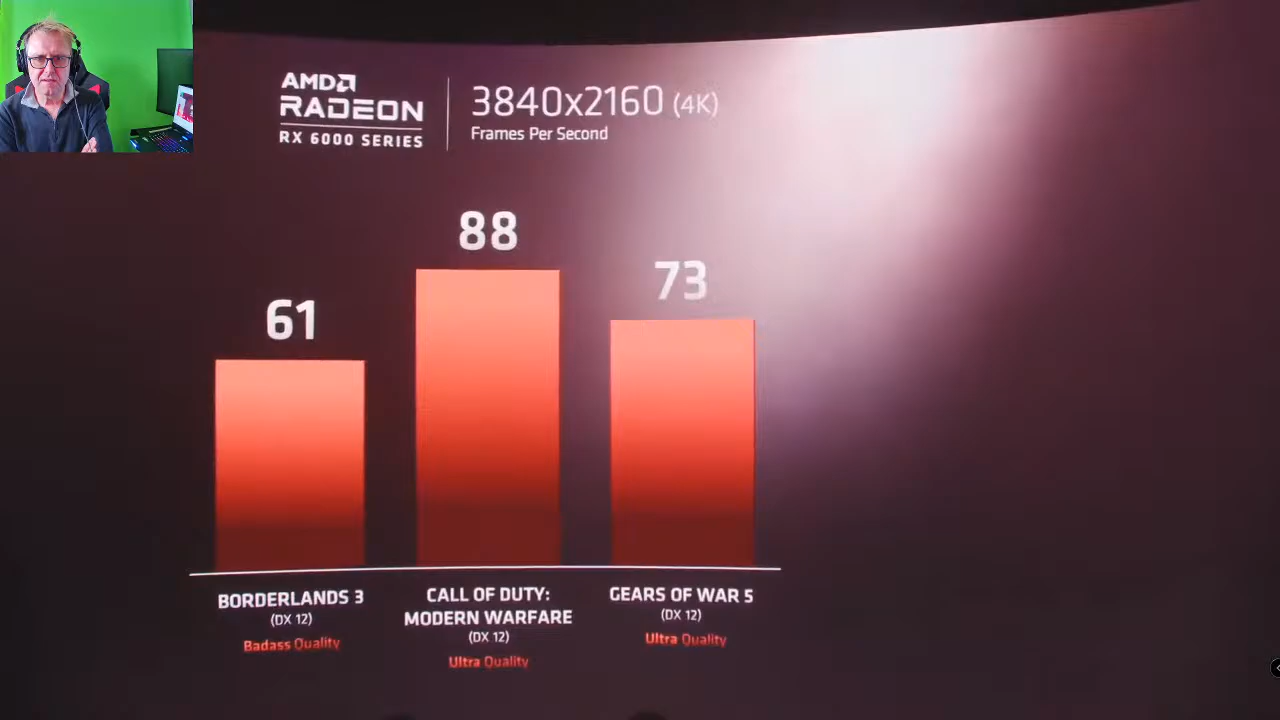 AMD
RADEON
RX 6000 SERIES
3840x2160 (4K)
Frames Per Second
61
88
73
BORDERLANDS 3
(DX 12)
Badass Quality
CALL OF DUTY:
MODERN WARFARE
(DX 12)
Ultra Quality
GEARS OF WAR 5
(DX 12)
Ultra Quality